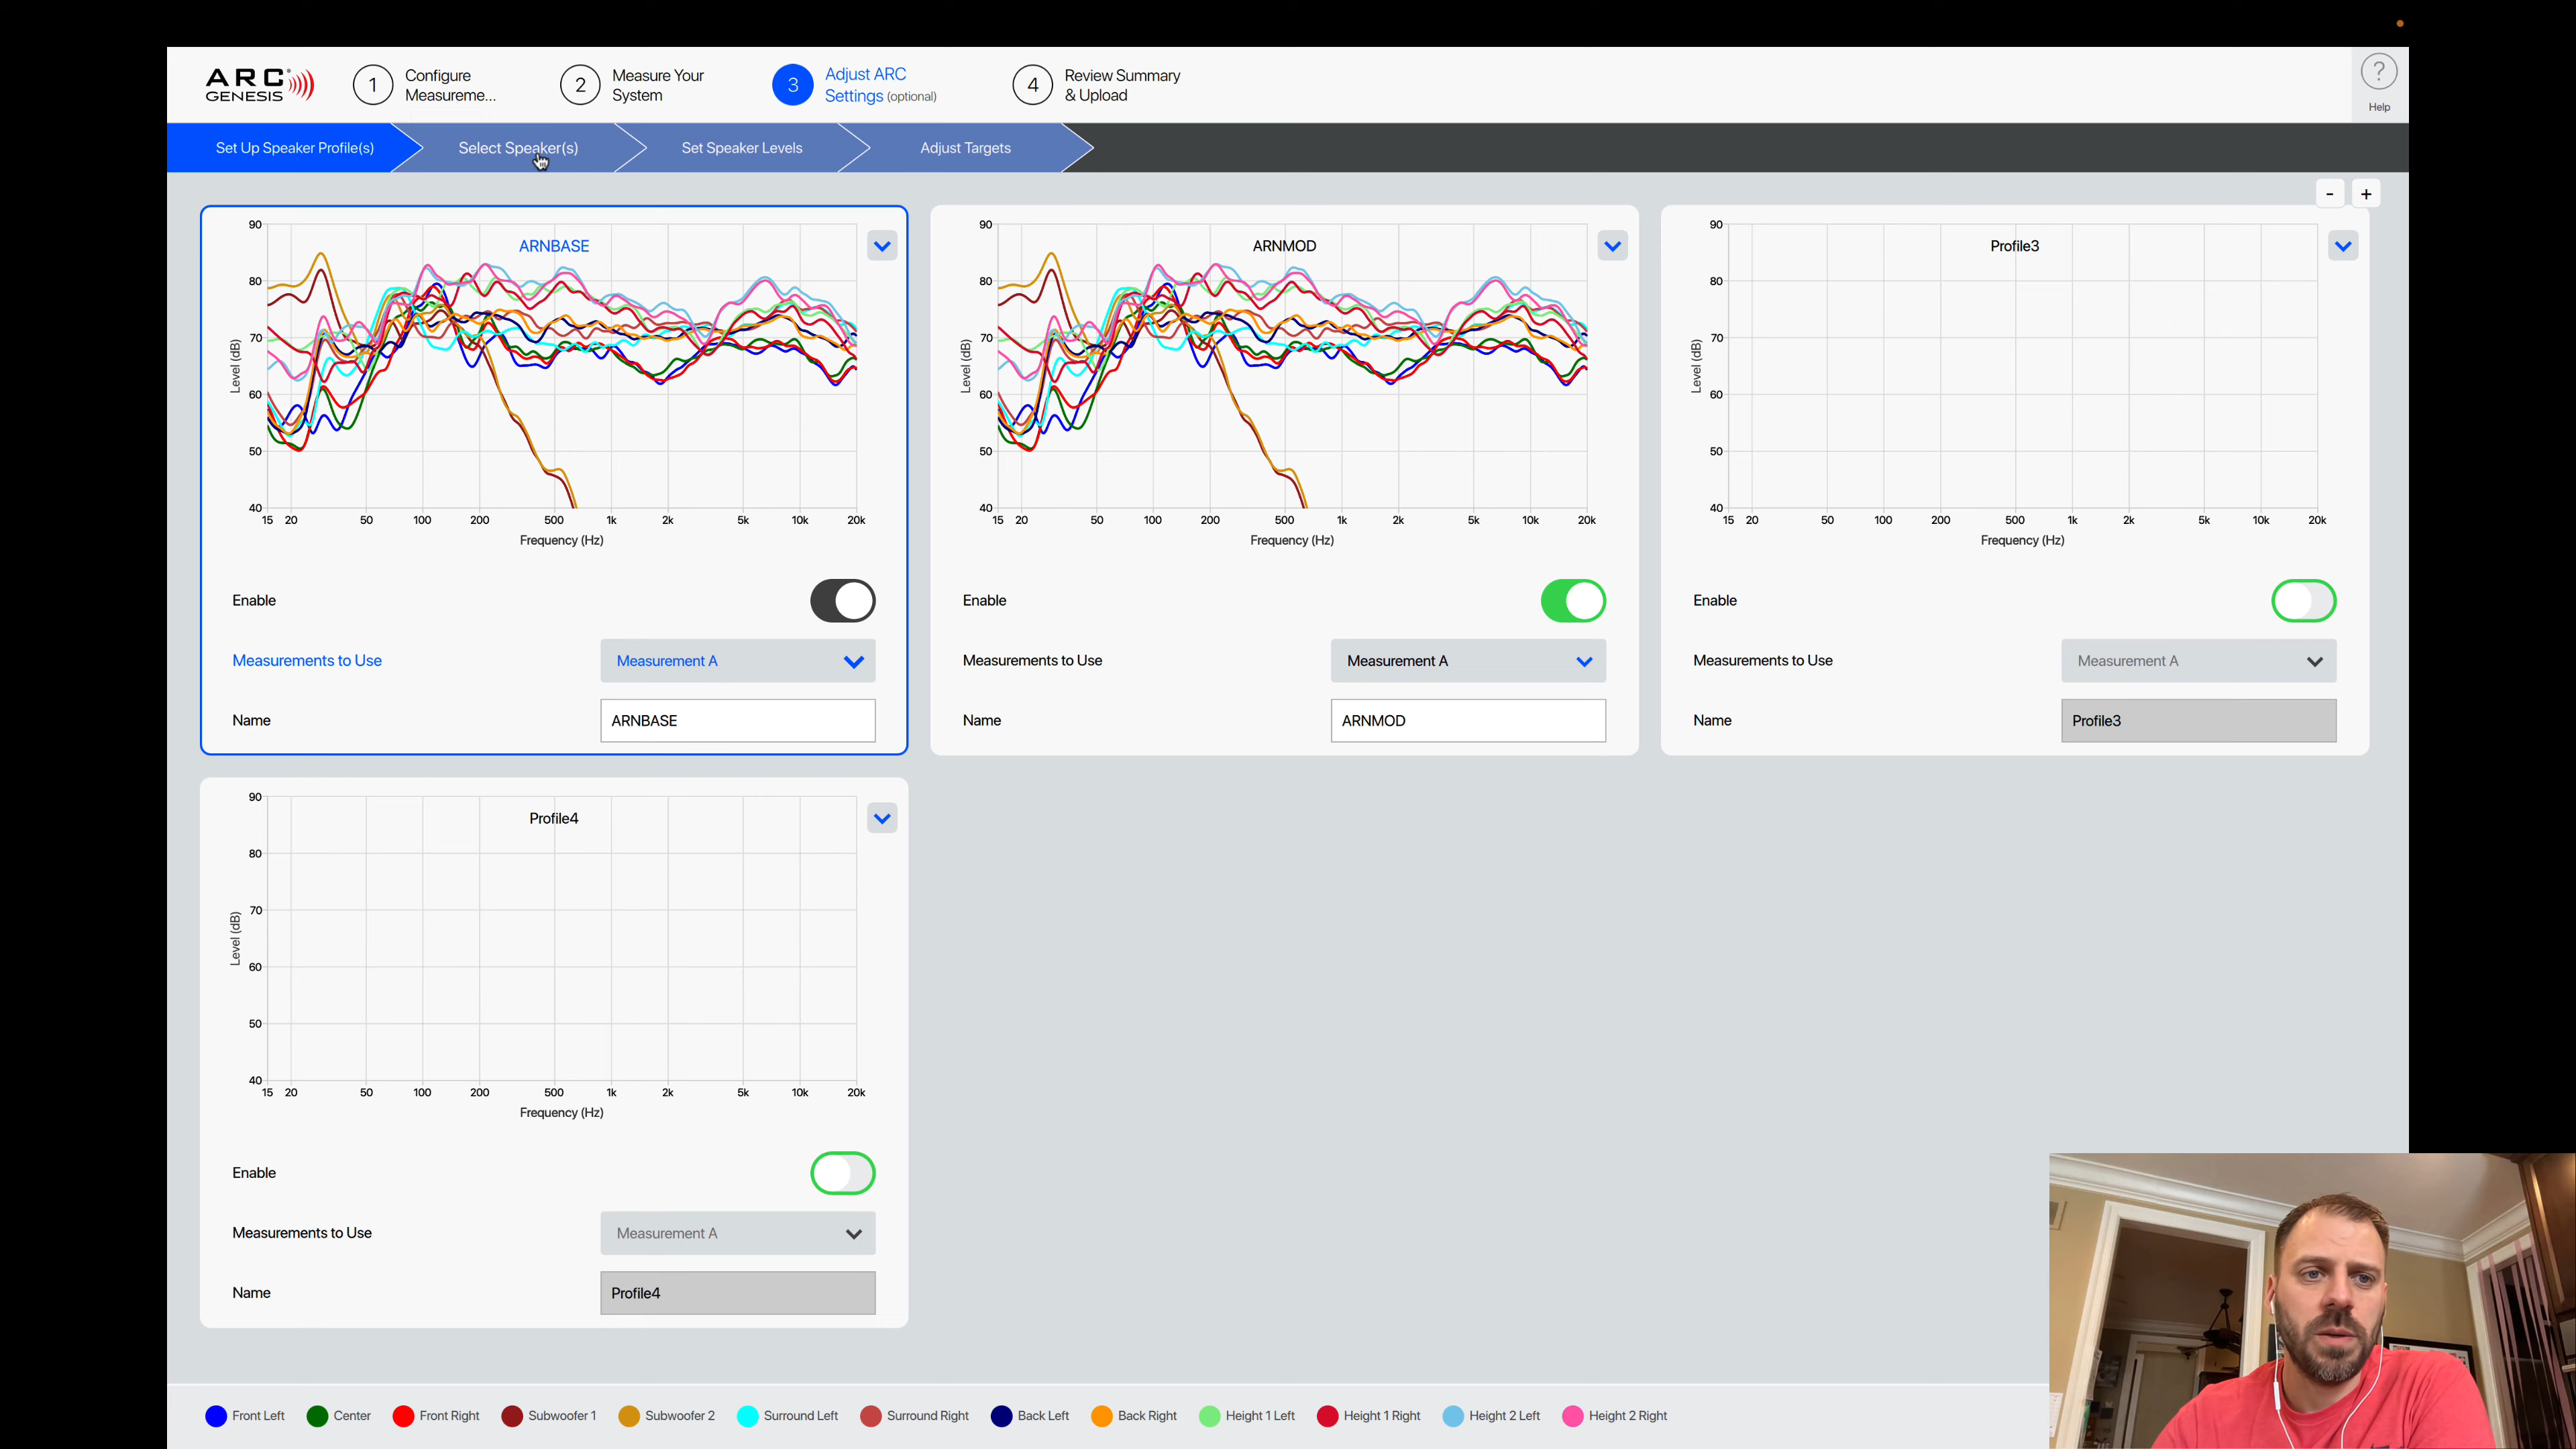 ARC
GENESIS
1
Configure
Measureme...
2
Measure Your
System
3
Adjust ARC
Settings (optional)
4
Review Summary
& Upload
?
Help
Set Up Speaker Profile(s)
Select Speaker(s)
Set Speaker Levels
Adjust Targets
- +
ARNBASE
90
80
70
60
50
40
Level (dB)
15 20 50 100 200 500 1k 2k 5k 10k 20k
Frequency (Hz)
Enable
Measurements to Use Measurement A
Name ARNBASE
ARNMOD
90
80
70
60
50
40
Level (dB)
15 20 50 100 200 500 1k 2k 5k 10k 20k
Frequency (Hz)
Enable
Measurements to Use Measurement A
Name ARNMOD
Profile3
90
80
70
60
50
40
Level (dB)
15 20 50 100 200 500 1k 2k 5k 10k 20k
Frequency (Hz)
Enable
Measurements to Use Measurement A
Name Profile3
Profile4
90
80
70
60
50
40
Level (dB)
15 20 50 100 200 500 1k 2k 5k 10k 20k
Frequency (Hz)
Enable
Measurements to Use Measurement A
Name Profile4
Front Left Center Front Right Subwoofer 1 Subwoofer 2 Surround Left Surround Right Back Left Back Right Height 1 Left Height 1 Right Height 2 Left Height 2 Right